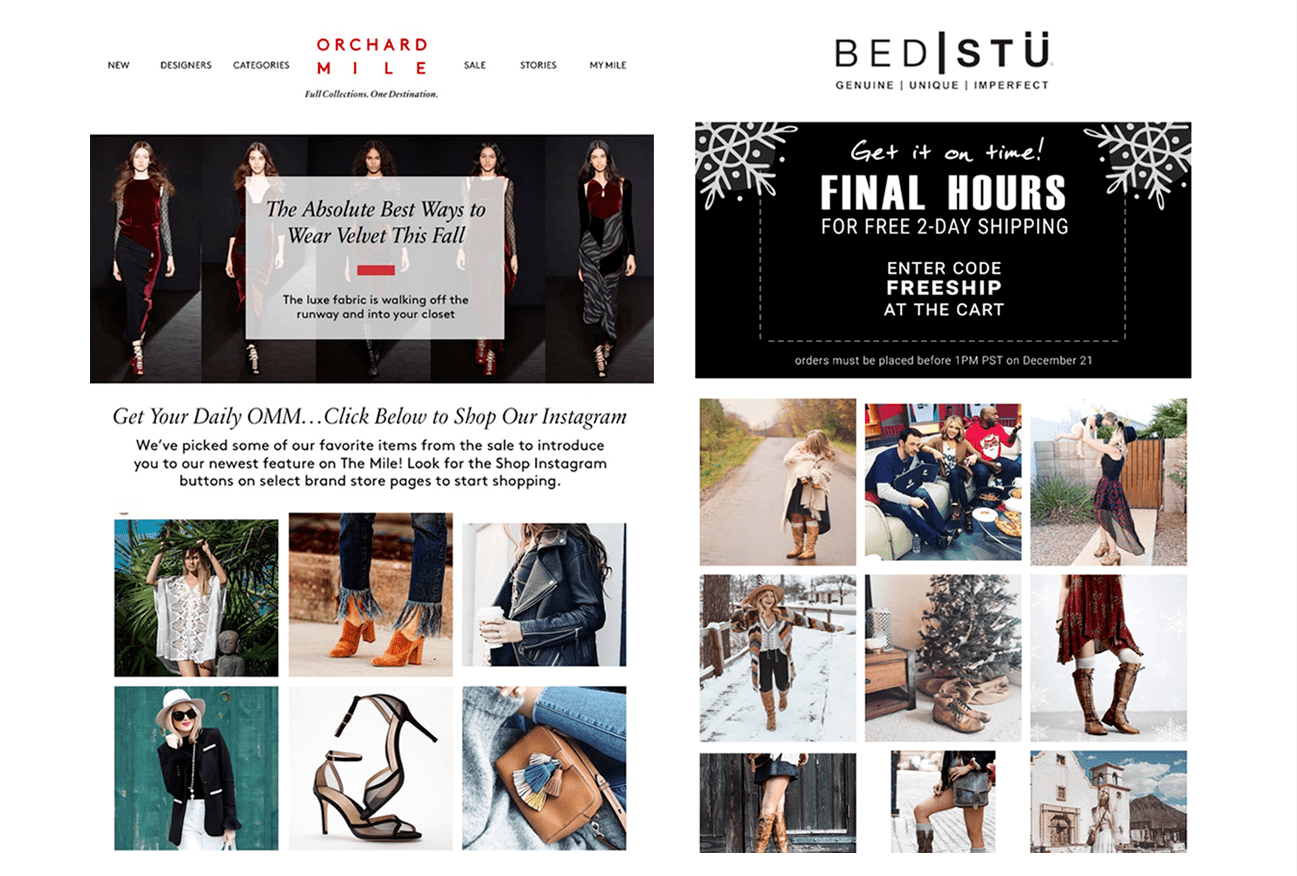 ORCHARD
MILE
NEW DESIGNERS CATEGORIES SALE STORIES MY MILE
Full Collections. One Destination.
The Absolute Best Ways to
Wear Velvet This Fall
The luxe fabric is walking off the
runway and into your closet
Get Your Daily OMM...Click Below to Shop Our Instagram
We've picked some of our favorite items from the sale to introduce
you to our newest feature on The Mile! Look for the Shop Instagram
buttons on select brand store pages to start shopping.
BED|STÜ
GENUINE | UNIQUE | IMPERFECT
Get it on time!
FINAL HOURS
FOR FREE 2-DAY SHIPPING
ENTER CODE
FREESHIP
AT THE CART
orders must be placed before 1PM PST on December 21